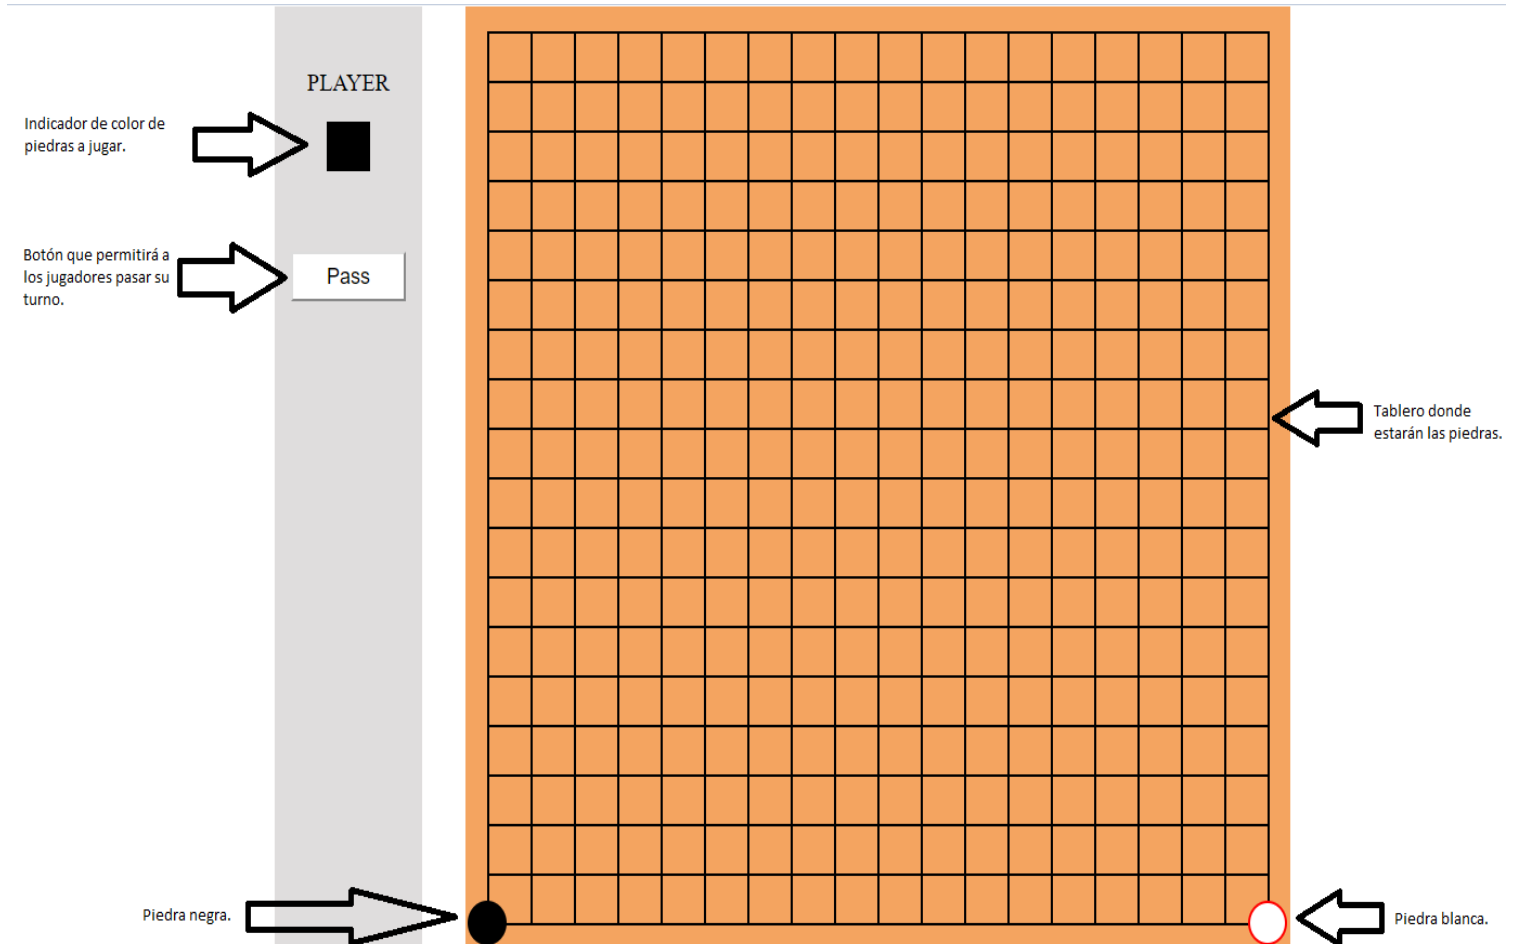 PLAYER
Indicador de color de
piedras a jugar.
Botón que permitirá a
los jugadores pasar su
turno.
Pass
Tablero donde
estarán las piedras.
Piedra negra.
Piedra blanca.